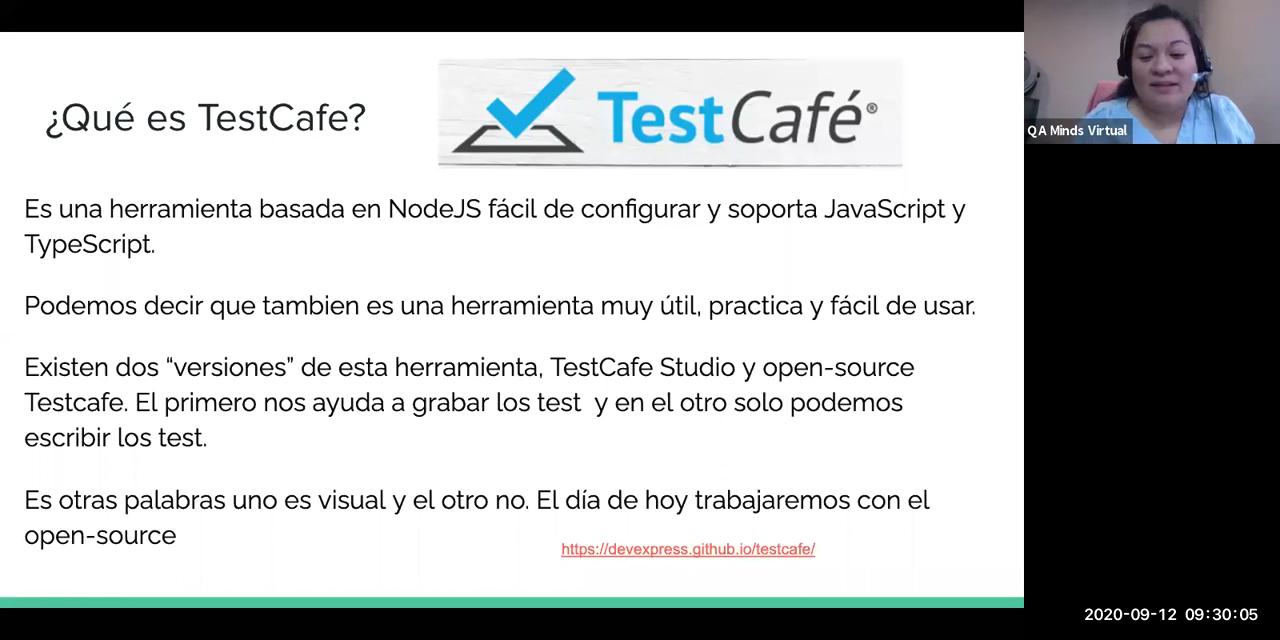 ¿Qué es TestCafe?
TestCafé®
QA Minds Virtual
Es una herramienta basada en NodeJS fácil de configurar y soporta JavaScript y
TypeScript.
Podemos decir que tambien es una herramienta muy útil, practica y fácil de usar.
Existen dos “versiones” de esta herramienta, TestCafe Studio y open-source
Testcafe. El primero nos ayuda a grabar los test  y en el otro solo podemos
escribir los test.
Es otras palabras uno es visual y el otro no. El día de hoy trabajaremos con el
open-source
https://devexpress.github.io/testcafe/
2020-09-12 09:30:05